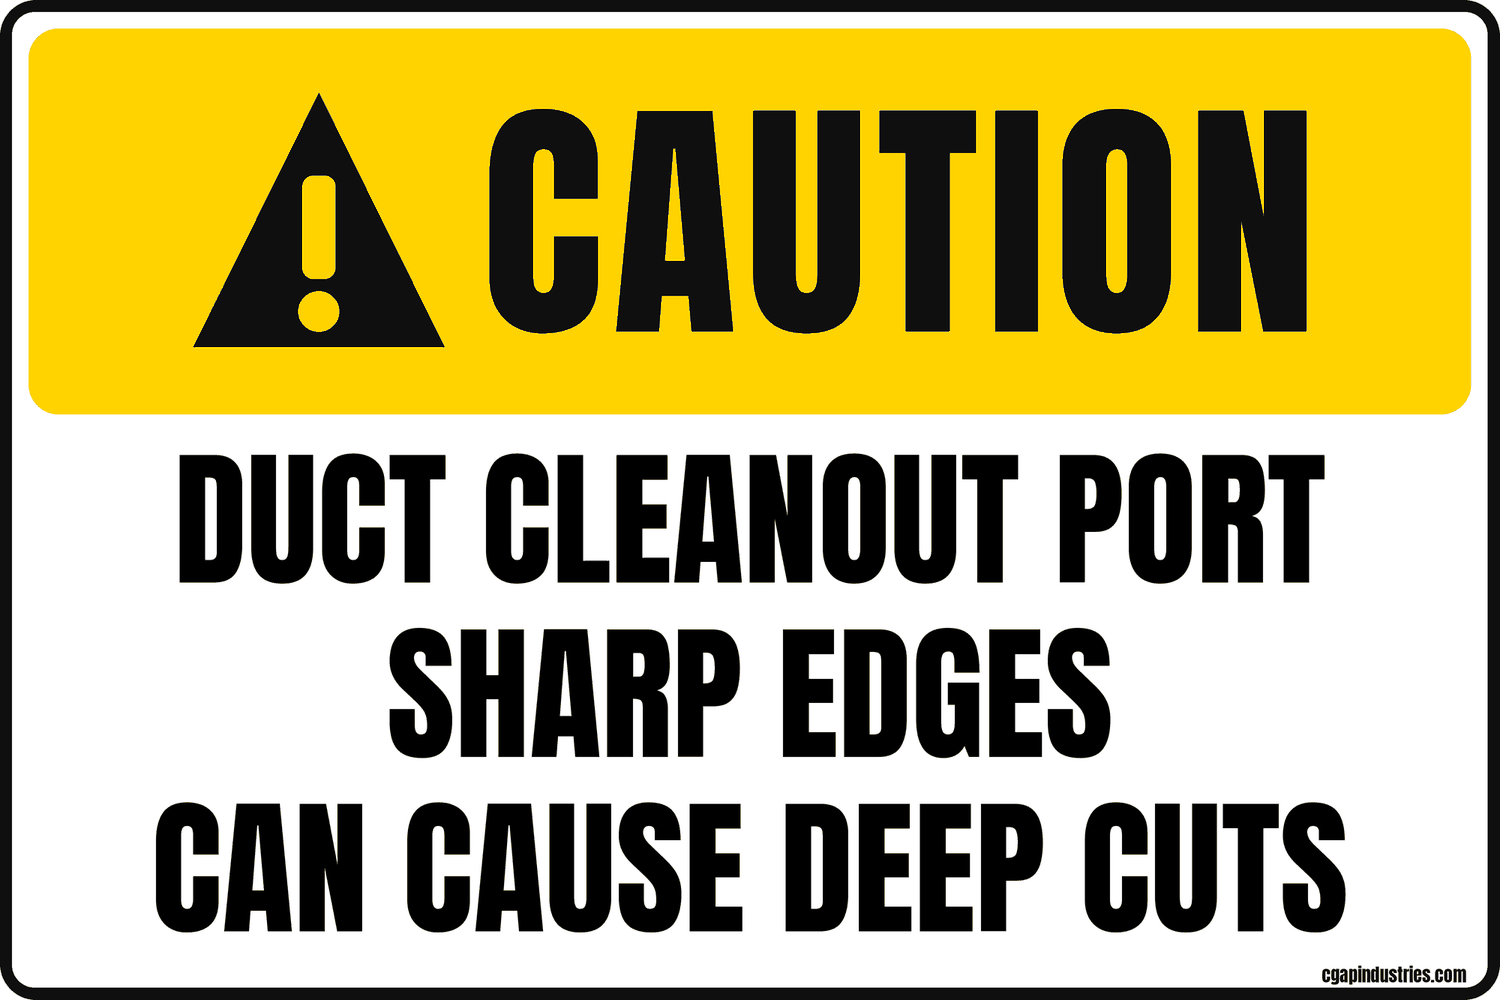 CAUTION
DUCT CLEANOUT PORT
SHARP EDGES
CAN CAUSE DEEP CUTS
cgapindustries.com